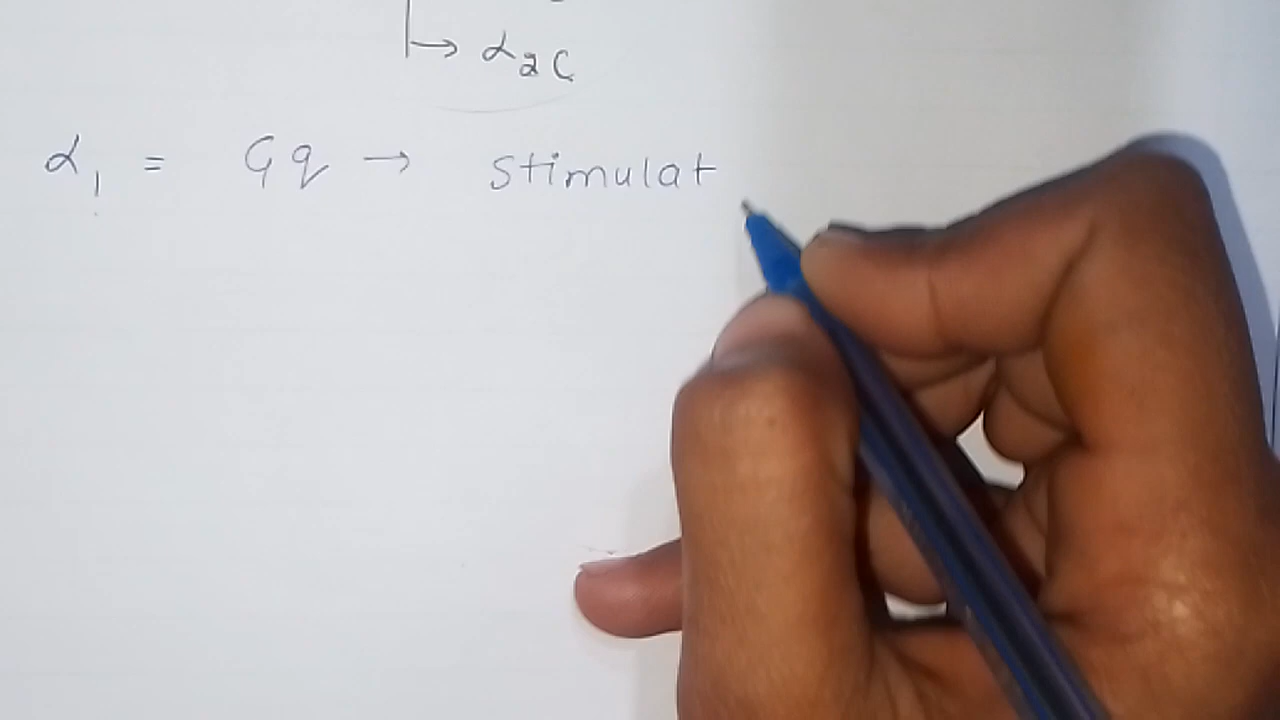 ↳ α2C
α1 = Gq → Stimulat